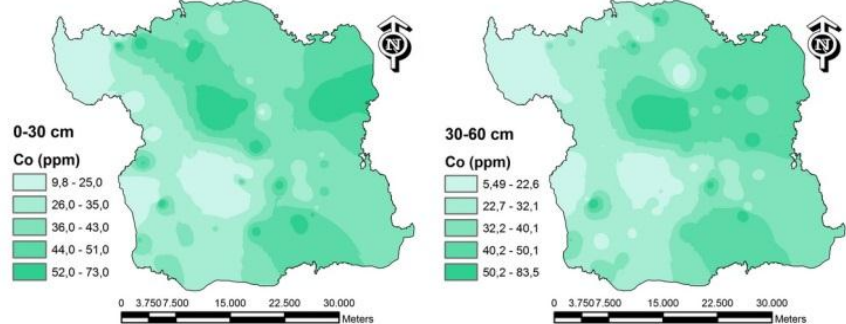 N
0-30 cm
Co (ppm)
9,8 - 25,0
26,0 - 35,0
36,0 - 43,0
44,0 - 51,0
52,0 - 73,0
0 3.750 7.500 15.000 22.500 30.000
Meters
N
30-60 cm
Co (ppm)
5,49 - 22,6
22,7 - 32,1
32,2 - 40,1
40,2 - 50,1
50,2 - 83,5
0 3.750 7.500 15.000 22.500 30.000
Meters